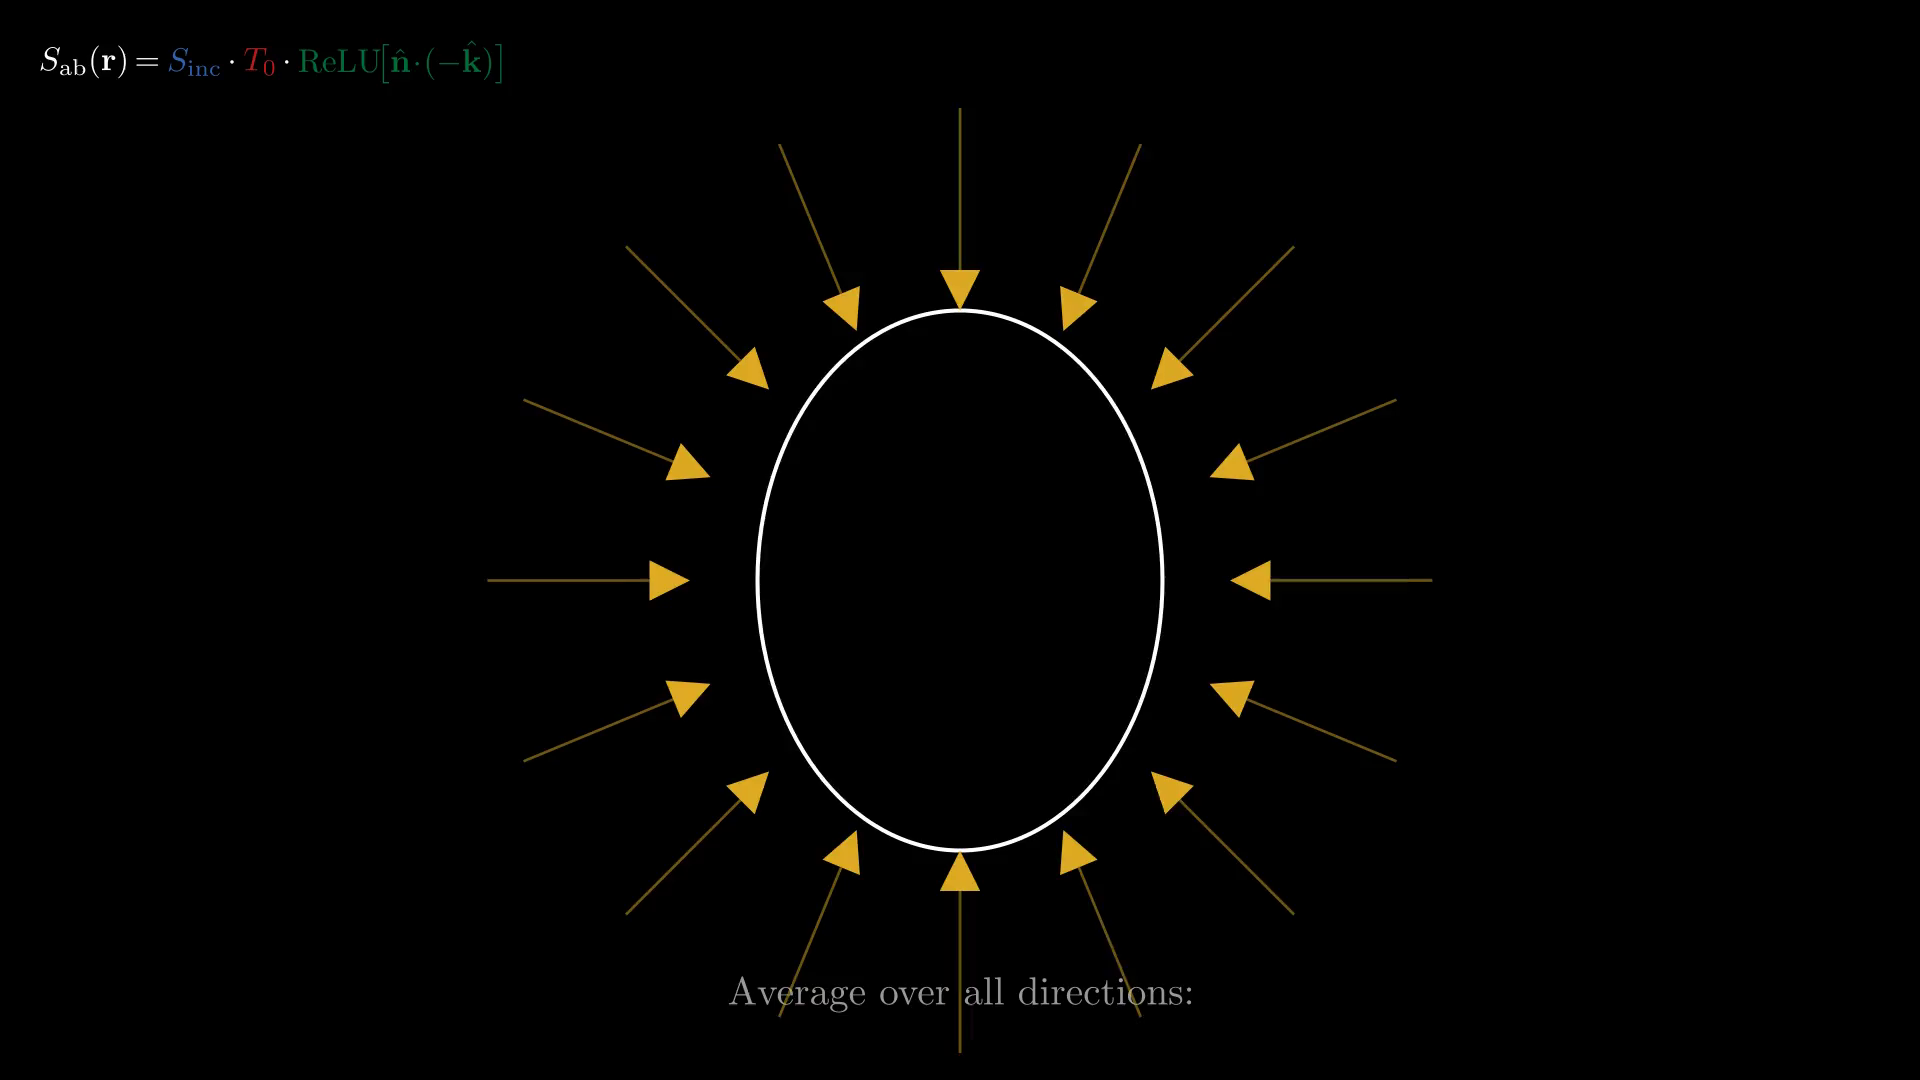 S_ab(r) = S_inc · T_0 · ReLU[n̂·(−k̂)]
Average over all directions: